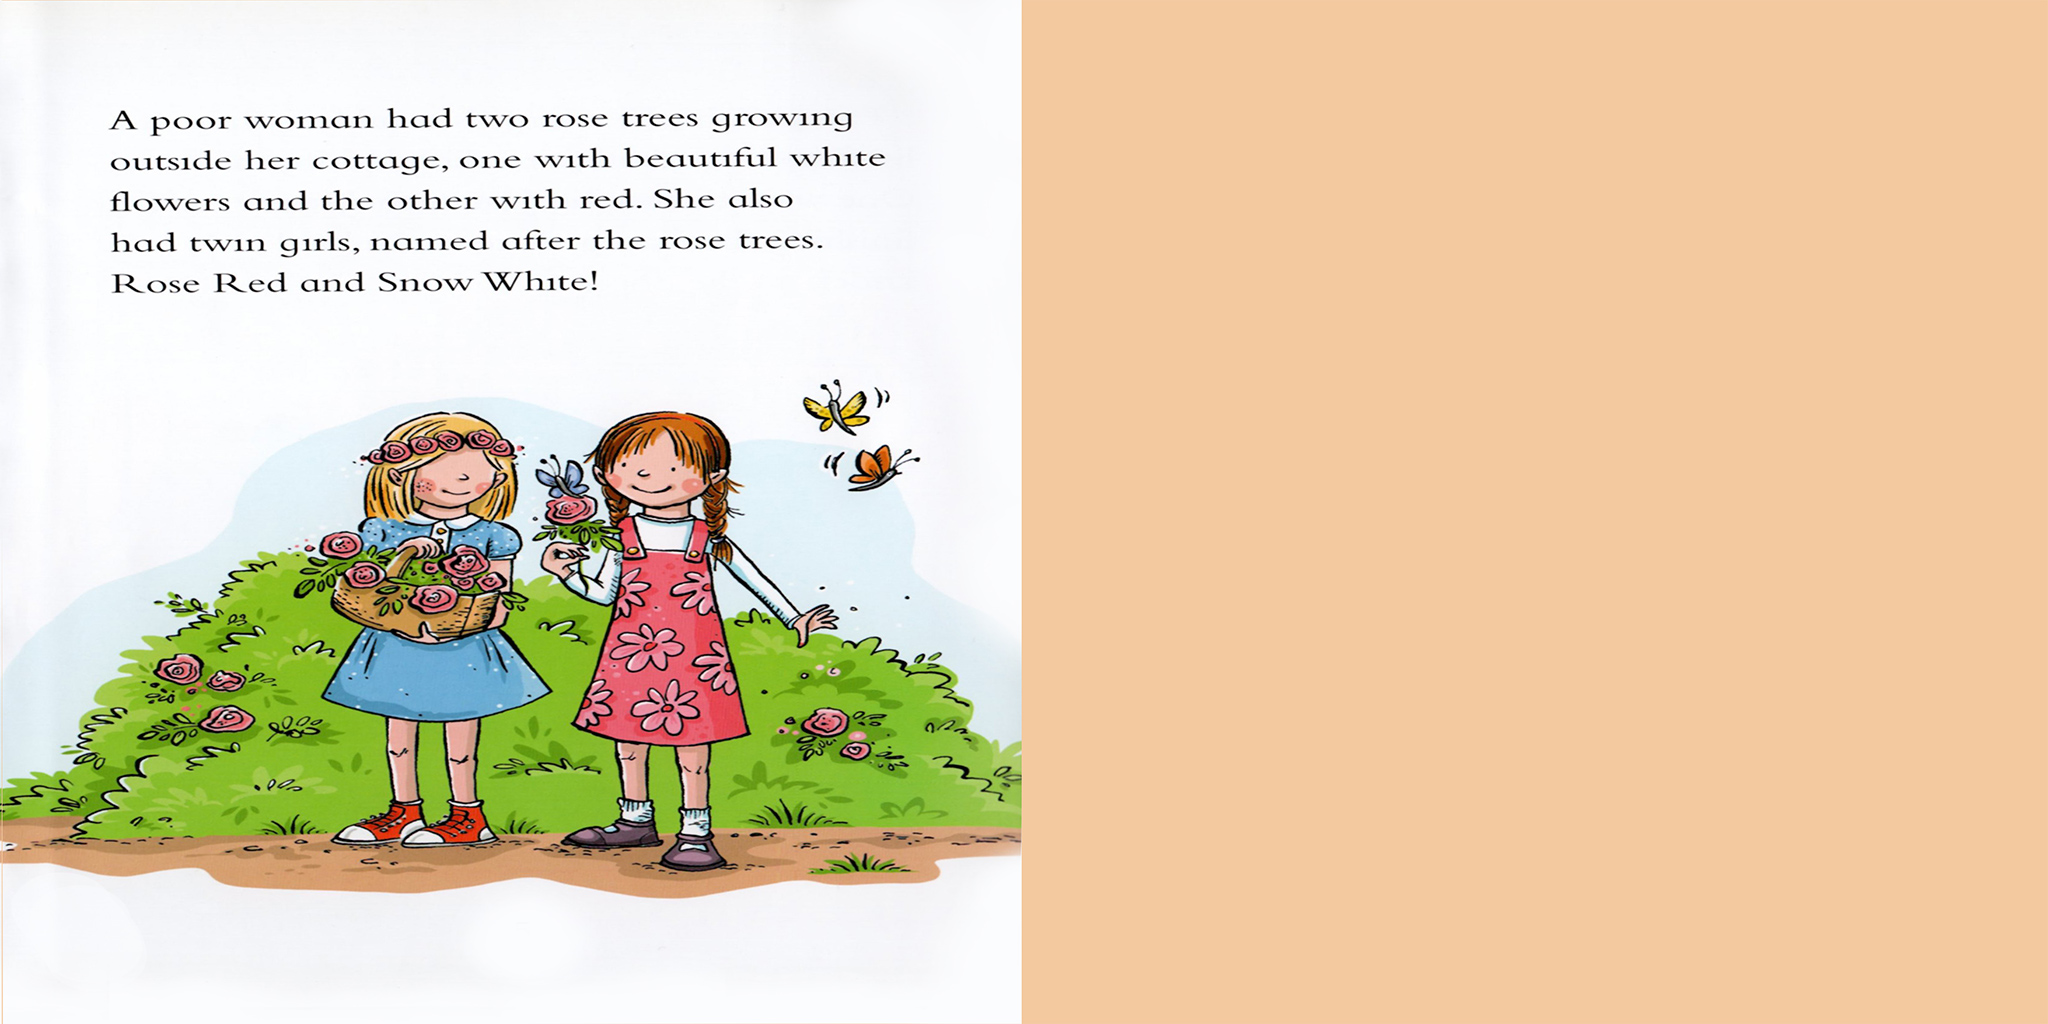 A poor woman had two rose trees growing
outside her cottage, one with beautiful white
flowers and the other with red. She also
had twin girls, named after the rose trees.
Rose Red and Snow White!